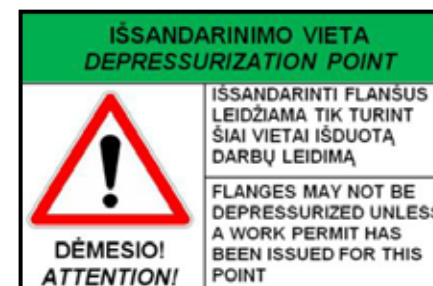 IŠSANDARINIMO VIETA
DEPRESSURIZATION POINT
DĖMESIO!
ATTENTION!
IŠSANDARINTI FLANŠUS
LEIDŽIAMA TIK TURINT
ŠIAI VIETAI IŠDUOTĄ
DARBŲ LEIDIMĄ
FLANGES MAY NOT BE
DEPRESSURIZED UNLESS
A WORK PERMIT HAS
BEEN ISSUED FOR THIS
POINT